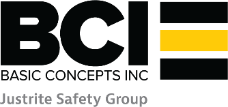 BCI
BASIC CONCEPTS INC
Justrite Safety Group